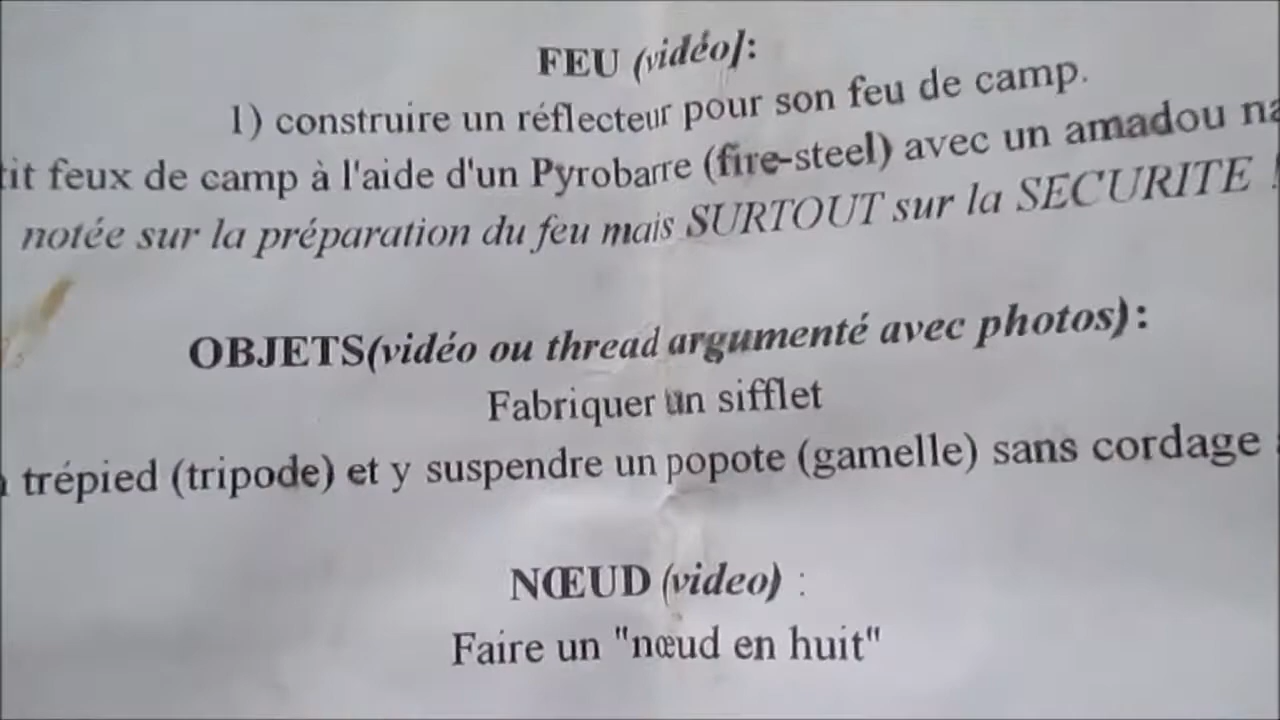 FEU (vidéo]:
1) construire un réflecteur pour son feu de camp.
feux de camp à l'aide d'un Pyrobarre (fire-steel) avec un amadou
notée sur la préparation du feu mais SURTOUT sur la SECURITE !
OBJETS(vidéo ou thread argumenté avec photos):
Fabriquer un sifflet
trépied (tripode) et y suspendre un popote (gamelle) sans cordage
NŒUD (video) :
Faire un "nœud en huit"